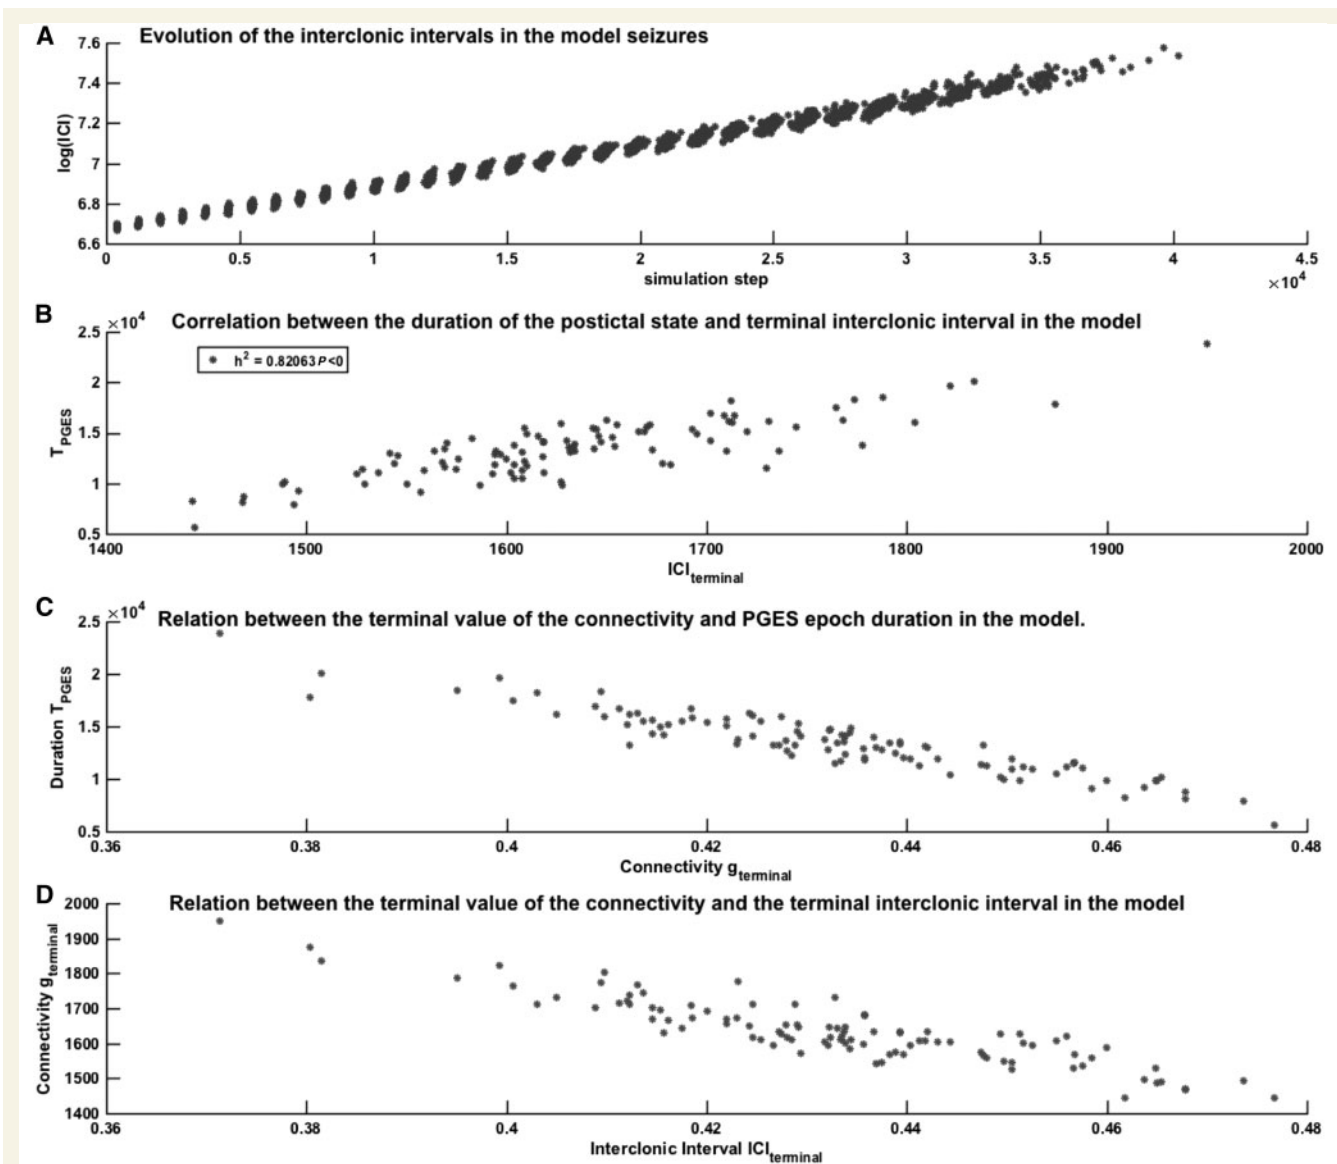 A
Evolution of the interclonic intervals in the model seizures
7.6
7.4
7.2
7
6.8
6.6
log(ICI)
0 0.5 1 1.5 2 2.5 3 3.5 4 4.5
simulation step
×10⁴
B
Correlation between the duration of the postictal state and terminal interclonic interval in the model
×10⁴
2.5
2
1.5
1
0.5
T_PGES
h² = 0.82063 P<0
1400 1500 1600 1700 1800 1900 2000
ICI_terminal
C
Relation between the terminal value of the connectivity and PGES epoch duration in the model.
×10⁴
2.5
2
1.5
1
0.5
Duration T_PGES
0.36 0.38 0.4 0.42 0.44 0.46 0.48
Connectivity g_terminal
D
Relation between the terminal value of the connectivity and the terminal interclonic interval in the model
2000
1900
1800
1700
1600
1500
1400
Connectivity g_terminal
0.36 0.38 0.4 0.42 0.44 0.46 0.48
Interclonic Interval ICI_terminal